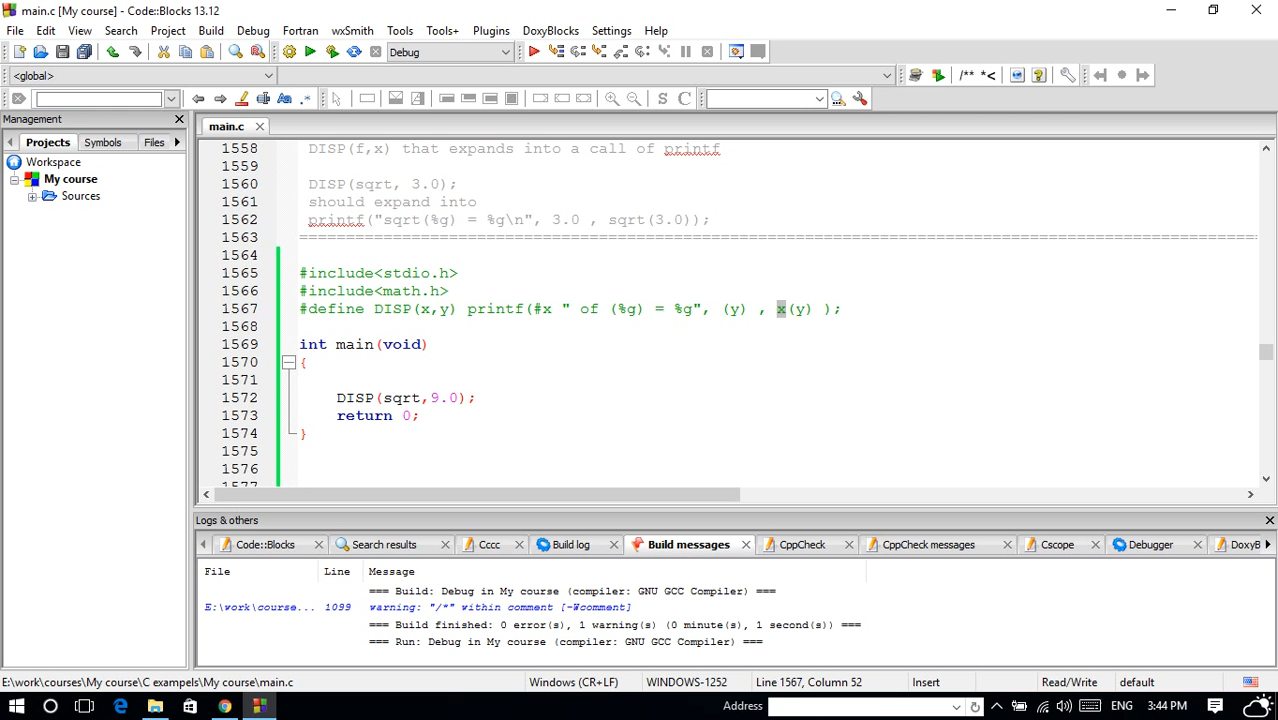 main.c [My course] - Code::Blocks 13.12
File Edit View Search Project Build Debug Fortran wxSmith Tools Tools+ Plugins DoxyBlocks Settings Help
Debug
<global>
/** *<
Aa .* S C
Management
main.c
Projects Symbols Files
Workspace
My course
Sources
1558 DISP(f,x) that expands into a call of printf
1559
1560 DISP(sqrt, 3.0);
1561 should expand into
1562 printf("sqrt(%g) = %g\n", 3.0 , sqrt(3.0));
1563 ==========================================================================================================
1564
1565 #include<stdio.h>
1566 #include<math.h>
1567 #define DISP(x,y) printf(#x " of (%g) = %g", (y) , x(y) );
1568
1569 int main(void)
1570 {
1571
1572 DISP(sqrt,9.0);
1573 return 0;
1574 }
1575
1576
1577
Logs & others
Code::Blocks Search results Cccc Build log Build messages CppCheck CppCheck messages Cscope Debugger DoxyB
File Line Message
=== Build: Debug in My course (compiler: GNU GCC Compiler) ===
E:\work\course... 1099 warning: "/*" within comment [-Wcomment]
=== Build finished: 0 error(s), 1 warning(s) (0 minute(s), 1 second(s)) ===
=== Run: Debug in My course (compiler: GNU GCC Compiler) ===
E:\work\courses\My course\C exampels\My course\main.c Windows (CR+LF) WINDOWS-1252 Line 1567, Column 52 Insert Read/Write default
Address ENG 3:44 PM